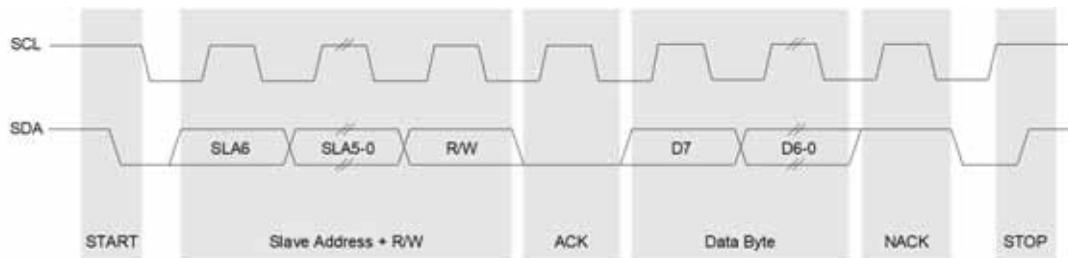 SCL
SDA
SLA6 SLA5-0 R/W D7 D6-0
START Slave Address + R/W ACK Data Byte NACK STOP